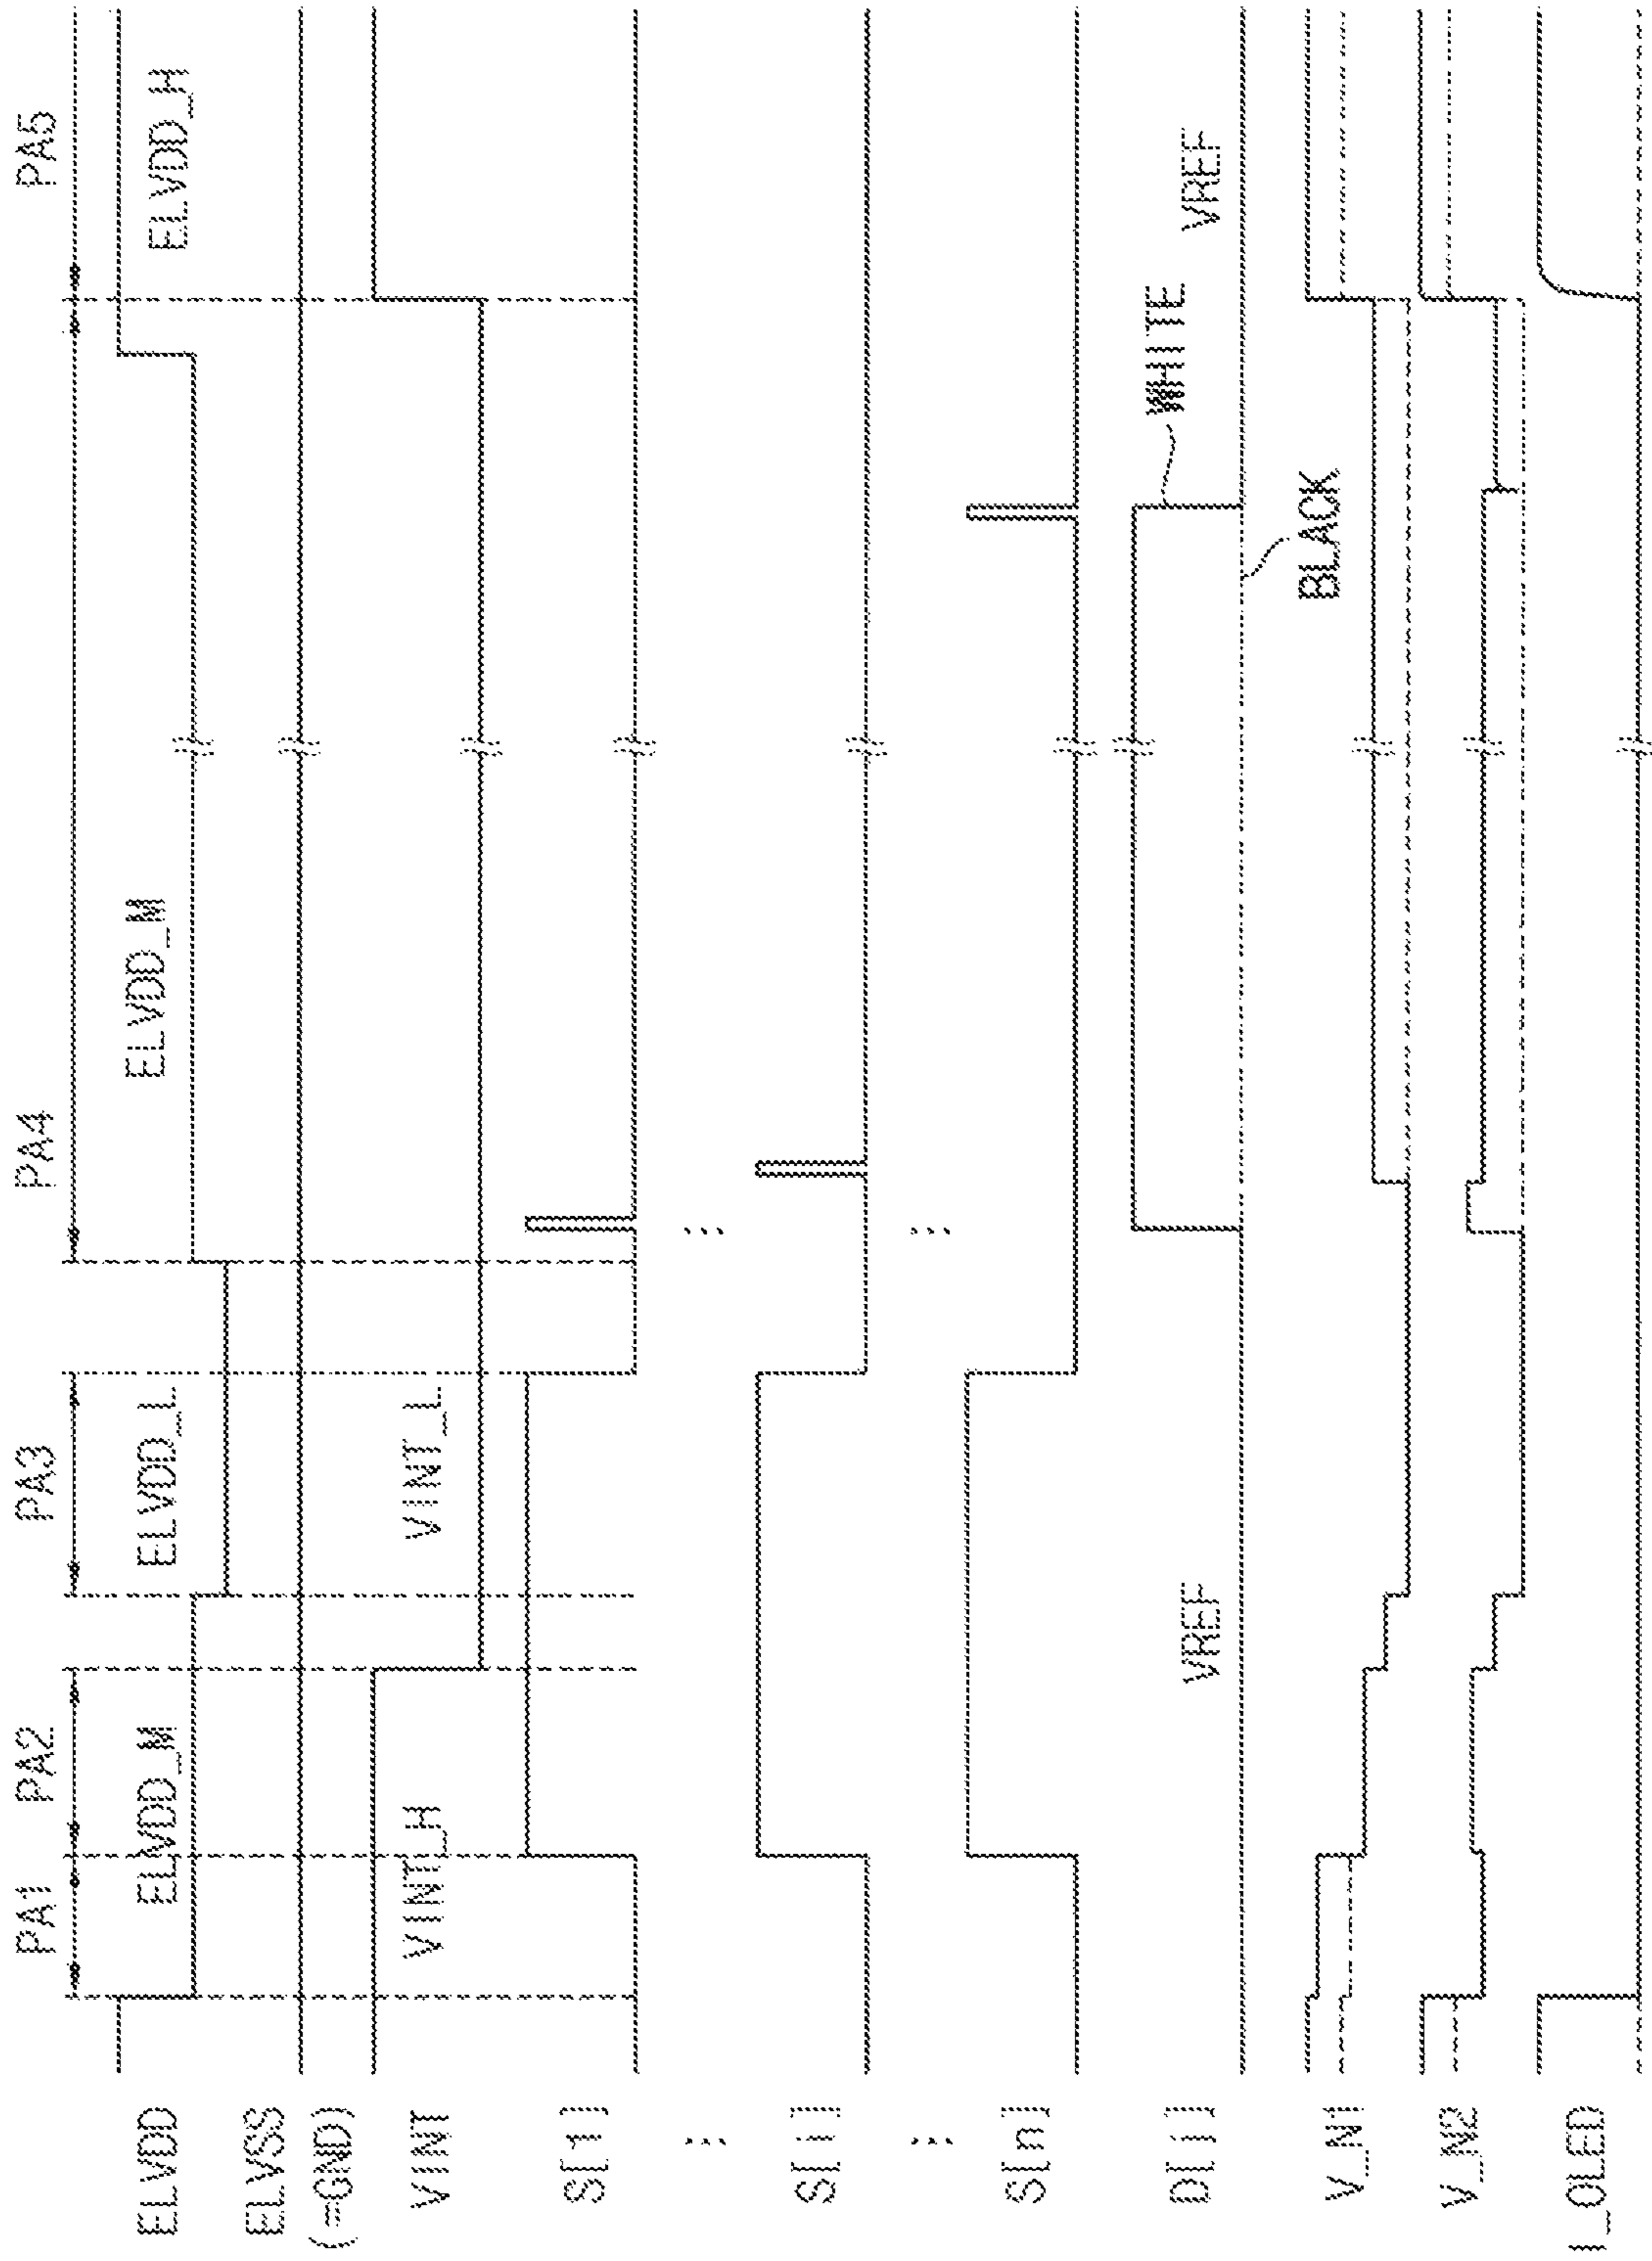 PA1 PA2 PA3 PA4 PA5
ELVDD ELVDD_M ELVDD_L ELVDD_M ELVDD_H
ELVSS
(=GND)
VINT VINT_H VINT_L
S[1]
S[i]
S[n]
D[j] VREF WHITE VREF
BLACK
V_N1
V_N2
I_OLED